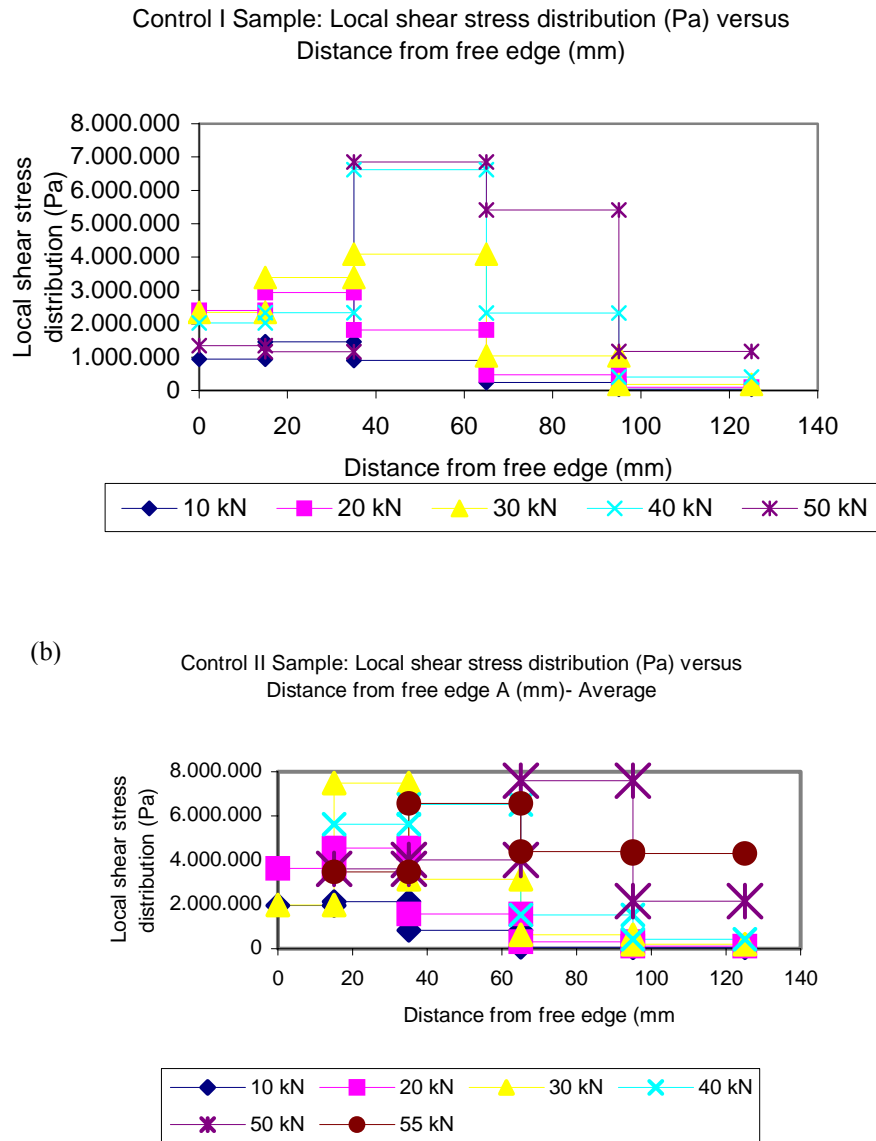 Control I Sample: Local shear stress distribution (Pa) versus
Distance from free edge (mm)
Local shear stress
distribution (Pa)
8.000.000
7.000.000
6.000.000
5.000.000
4.000.000
3.000.000
2.000.000
1.000.000
0
0 20 40 60 80 100 120 140
Distance from free edge (mm)
10 kN 20 kN 30 kN 40 kN 50 kN
(b)
Control II Sample: Local shear stress distribution (Pa) versus
Distance from free edge A (mm)- Average
Local shear stress
distribution (Pa)
8.000.000
6.000.000
4.000.000
2.000.000
0
0 20 40 60 80 100 120 140
Distance from free edge (mm
10 kN 20 kN 30 kN 40 kN
50 kN 55 kN